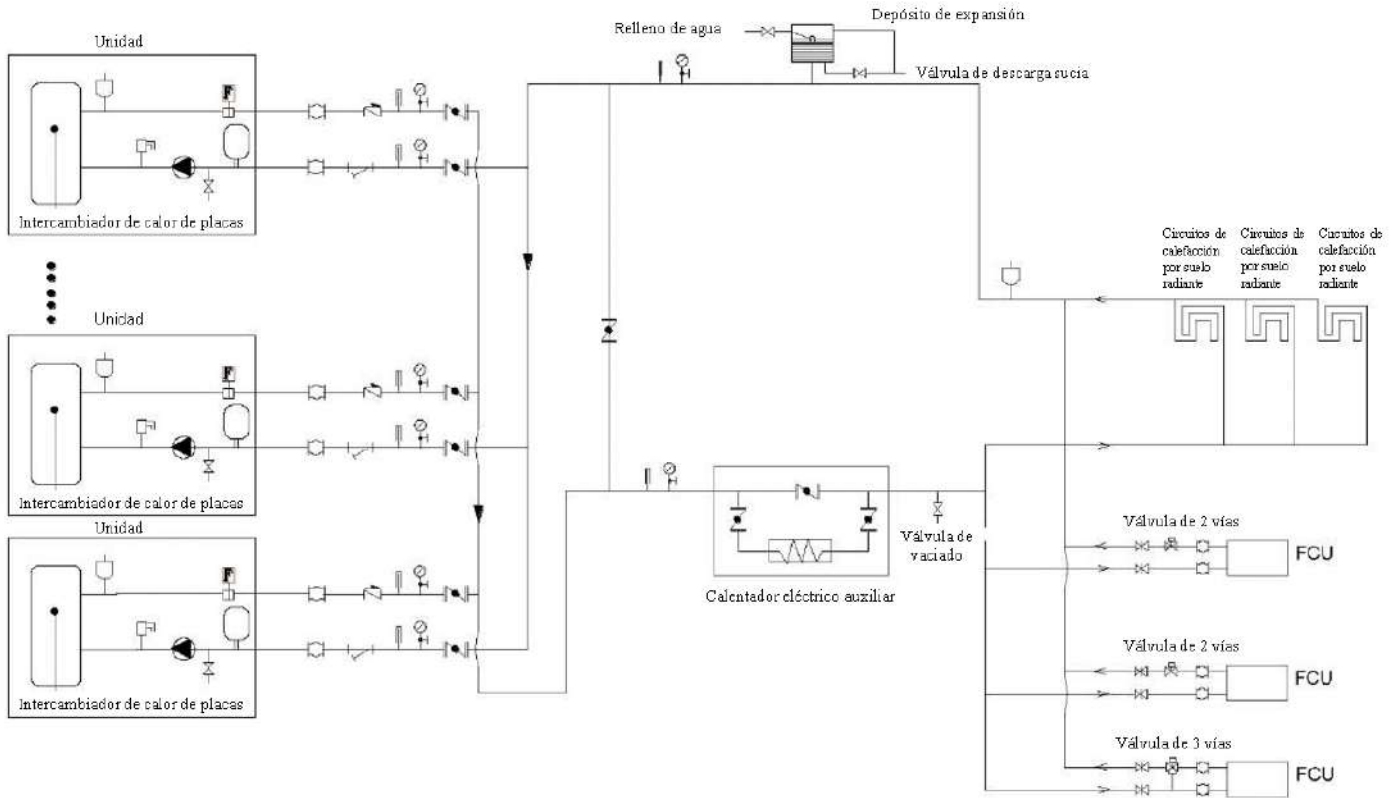 Depósito de expansión
Relleno de agua
Válvula de descarga sucia
Unidad
F
Intercambiador de calor de placas
Unidad
F
Intercambiador de calor de placas
Unidad
F
Intercambiador de calor de placas
Circuitos de
calefacción
por suelo
radiante
Circuitos de
calefacción
por suelo
radiante
Circuitos de
calefacción
por suelo
radiante
Válvula de
vaciado
Calentador eléctrico auxiliar
Válvula de 2 vías
FCU
Válvula de 2 vías
FCU
Válvula de 3 vías
FCU